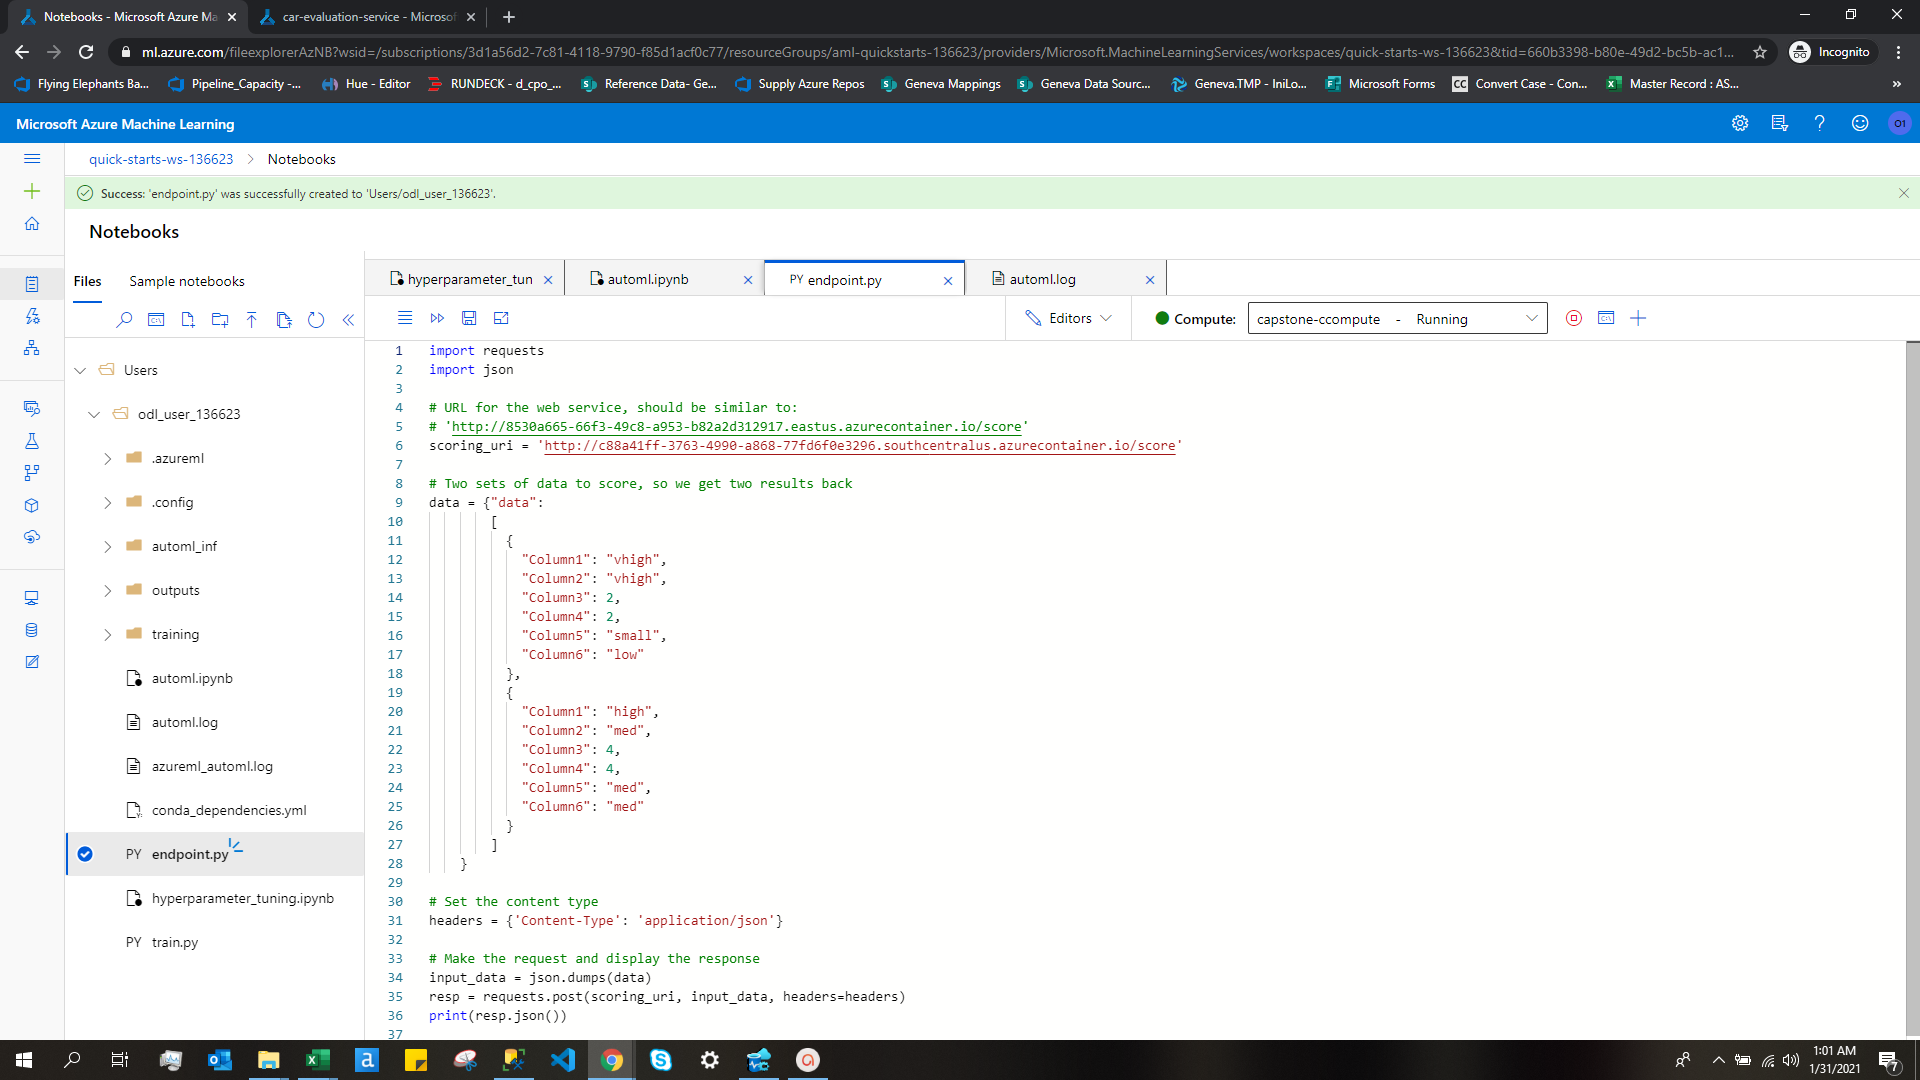 Notebooks - Microsoft Azure Ma
car-evaluation-service - Microsof
ml.azure.com/fileexplorerAzNB?wsid=/subscriptions/3d1a56d2-7c81-4118-9790-f85d1acf0c77/resourceGroups/aml-quickstarts-136623/providers/Microsoft.MachineLearningServices/workspaces/quick-starts-ws-136623&tid=660b3398-b80e-49d2-bc5b-ac1...
Incognito
Flying Elephants Ba...
Pipeline_Capacity -...
Hue - Editor
RUNDECK - d_cpo_...
Reference Data- Ge...
Supply Azure Repos
Geneva Mappings
Geneva Data Sourc...
Geneva.TMP - IniLo...
Microsoft Forms
CC Convert Case - Con...
Master Record : AS...
»
Microsoft Azure Machine Learning
?
O1
quick-starts-ws-136623 > Notebooks
Success: 'endpoint.py' was successfully created to 'Users/odl_user_136623'.
Notebooks
Files
Sample notebooks
hyperparameter_tun
automl.ipynb
PY endpoint.py
automl.log
Editors
Compute:
capstone-ccompute - Running
Users
odl_user_136623
.azureml
.config
automl_inf
outputs
training
automl.ipynb
automl.log
azureml_automl.log
conda_dependencies.yml
PY endpoint.py
hyperparameter_tuning.ipynb
PY train.py
1 import requests
2 import json
3
4 # URL for the web service, should be similar to:
5 # 'http://8530a665-66f3-49c8-a953-b82a2d312917.eastus.azurecontainer.io/score'
6 scoring_uri = 'http://c88a41ff-3763-4990-a868-77fd6f0e3296.southcentralus.azurecontainer.io/score'
7
8 # Two sets of data to score, so we get two results back
9 data = {"data":
10 [
11 {
12 "Column1": "vhigh",
13 "Column2": "vhigh",
14 "Column3": 2,
15 "Column4": 2,
16 "Column5": "small",
17 "Column6": "low"
18 },
19 {
20 "Column1": "high",
21 "Column2": "med",
22 "Column3": 4,
23 "Column4": 4,
24 "Column5": "med",
25 "Column6": "med"
26 }
27 ]
28 }
29
30 # Set the content type
31 headers = {'Content-Type': 'application/json'}
32
33 # Make the request and display the response
34 input_data = json.dumps(data)
35 resp = requests.post(scoring_uri, input_data, headers=headers)
36 print(resp.json())
37
1:01 AM
1/31/2021
7